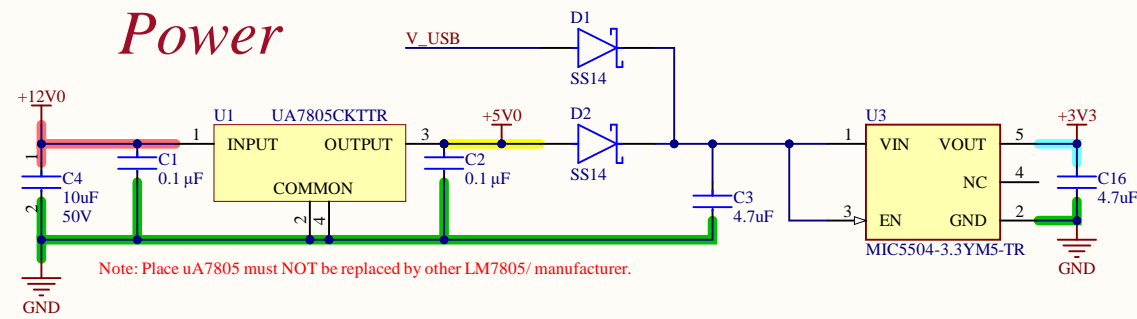 Power
V_USB
D1
SS14
+12V0
U1
UA7805CKTTR
+5V0
D2
SS14
U3
+3V3
1
INPUT
OUTPUT
3
1
VIN
VOUT
5
1
C1
0.1 µF
C2
0.1 µF
NC
4
C4
10uF
50V
COMMON
C3
4.7uF
C16
4.7uF
2
2
4
3
EN
GND
2
MIC5504-3.3YM5-TR
Note: Place uA7805 must NOT be replaced by other LM7805/ manufacturer.
GND
GND